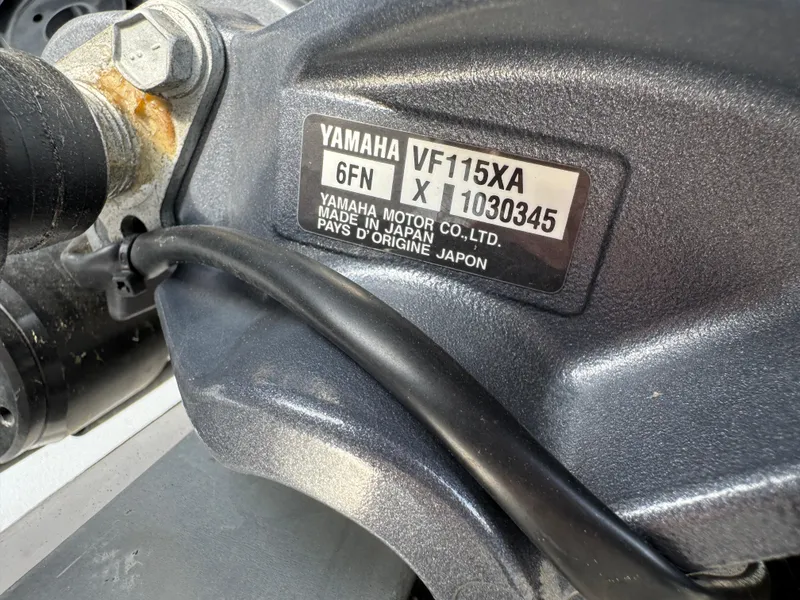 YAMAHA VF115XA
6FN X 1030345
YAMAHA MOTOR CO.,LTD.
MADE IN JAPAN
PAYS D'ORIGINE JAPON